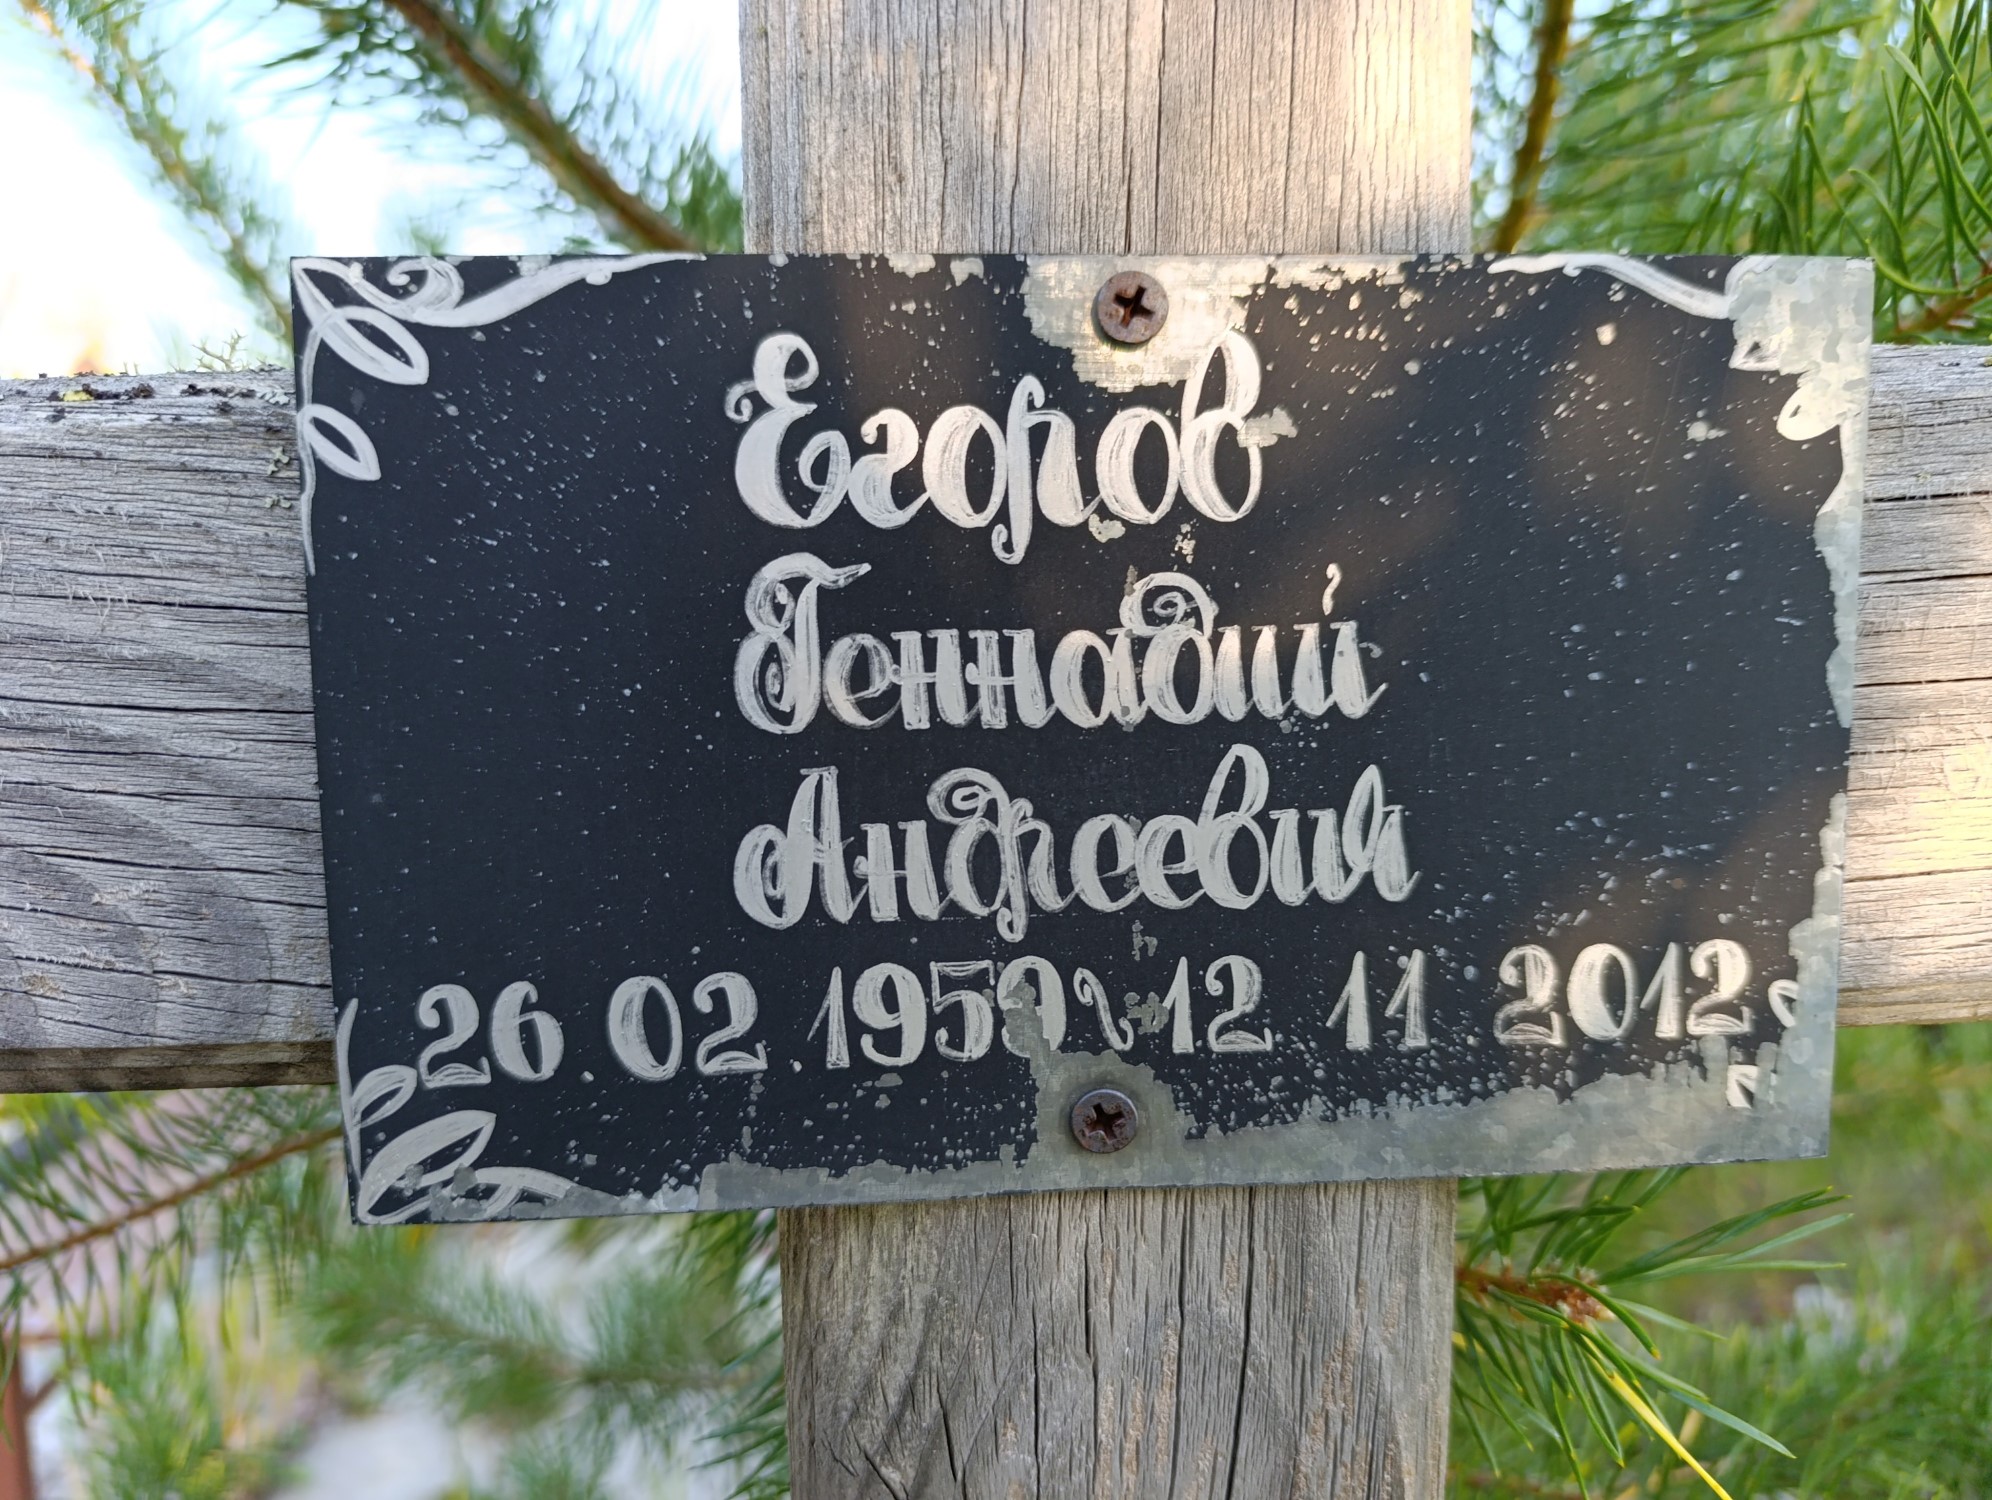 Егоров
Геннадий
Андреевич
26.02.1959~12 11 2012